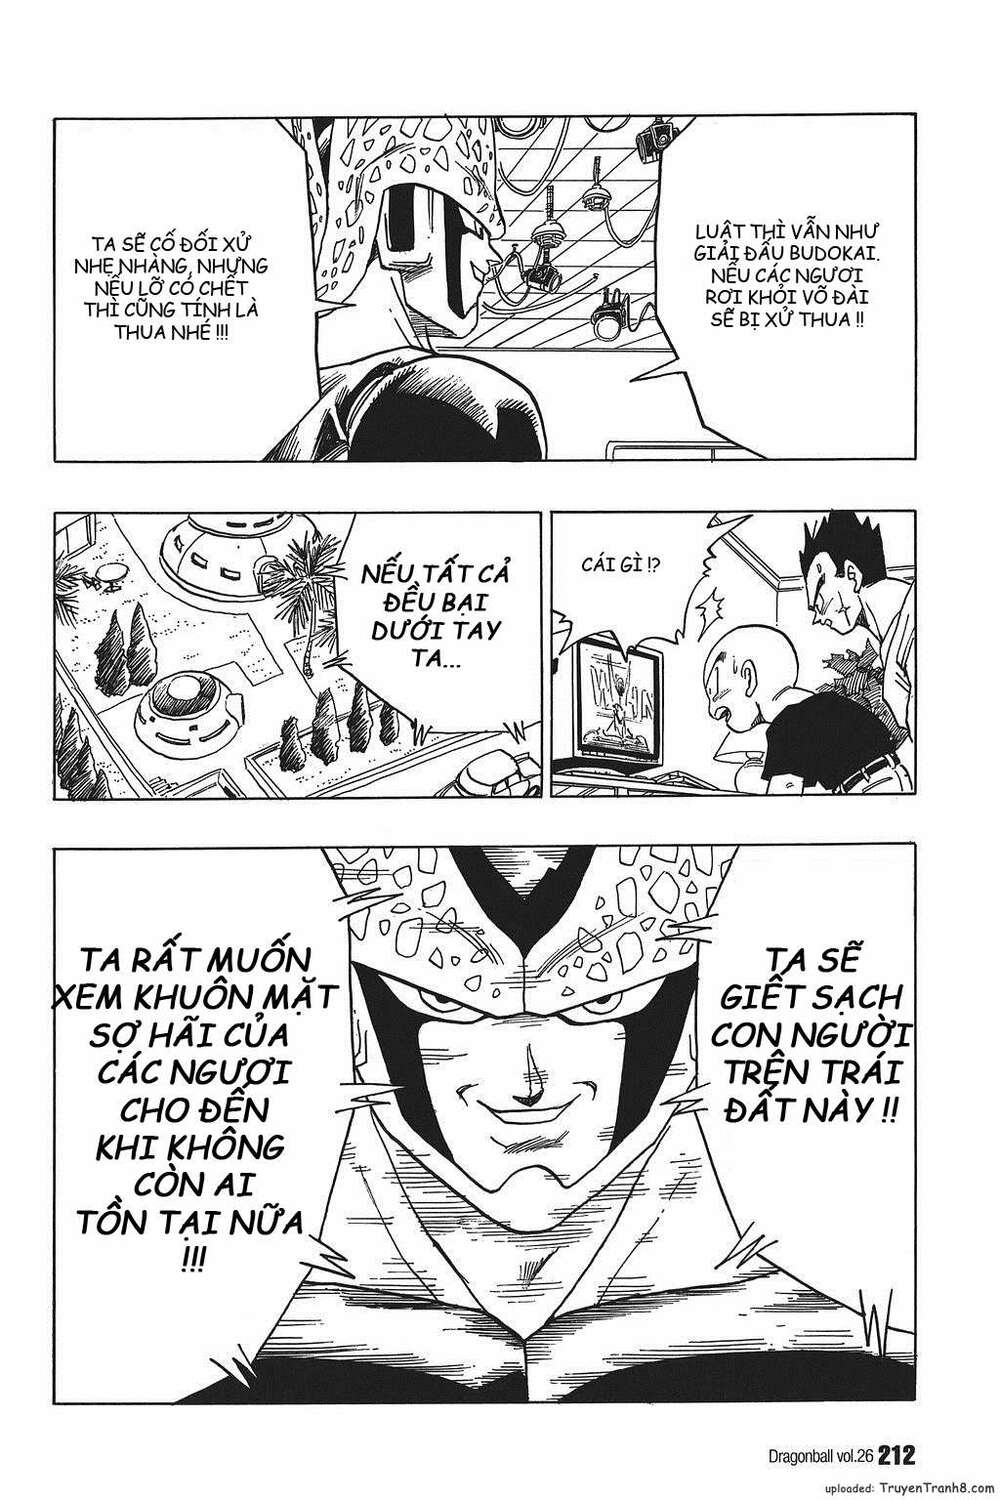 LUẬT THÌ VẪN NHƯ
GIẢI ĐẤU BUDOKAI.
NẾU CÁC NGƯƠI
RƠI KHỎI VÕ ĐÀI
SẼ BỊ XỬ THUA !!
TA SẼ CỐ ĐỐI XỬ
NHẸ NHÀNG, NHƯNG
NẾU LỠ CÓ CHẾT
THÌ CŨNG TÍNH LÀ
THUA NHÉ !!!
CÁI GÌ !?
NẾU TẤT CẢ
ĐỀU BẠI
DƯỚI TAY
TA...
TA SẼ
GIẾT SẠCH
CON NGƯỜI
TRÊN TRÁI
ĐẤT NÀY !!
TA RẤT MUỐN
XEM KHUÔN MẶT
SỢ HÃI CỦA
CÁC NGƯƠI
CHO ĐẾN
KHI KHÔNG
CÒN AI
TỒN TẠI NỮA
!!!
Dragonball vol.26 212
uploaded: TruyenTranh8.com